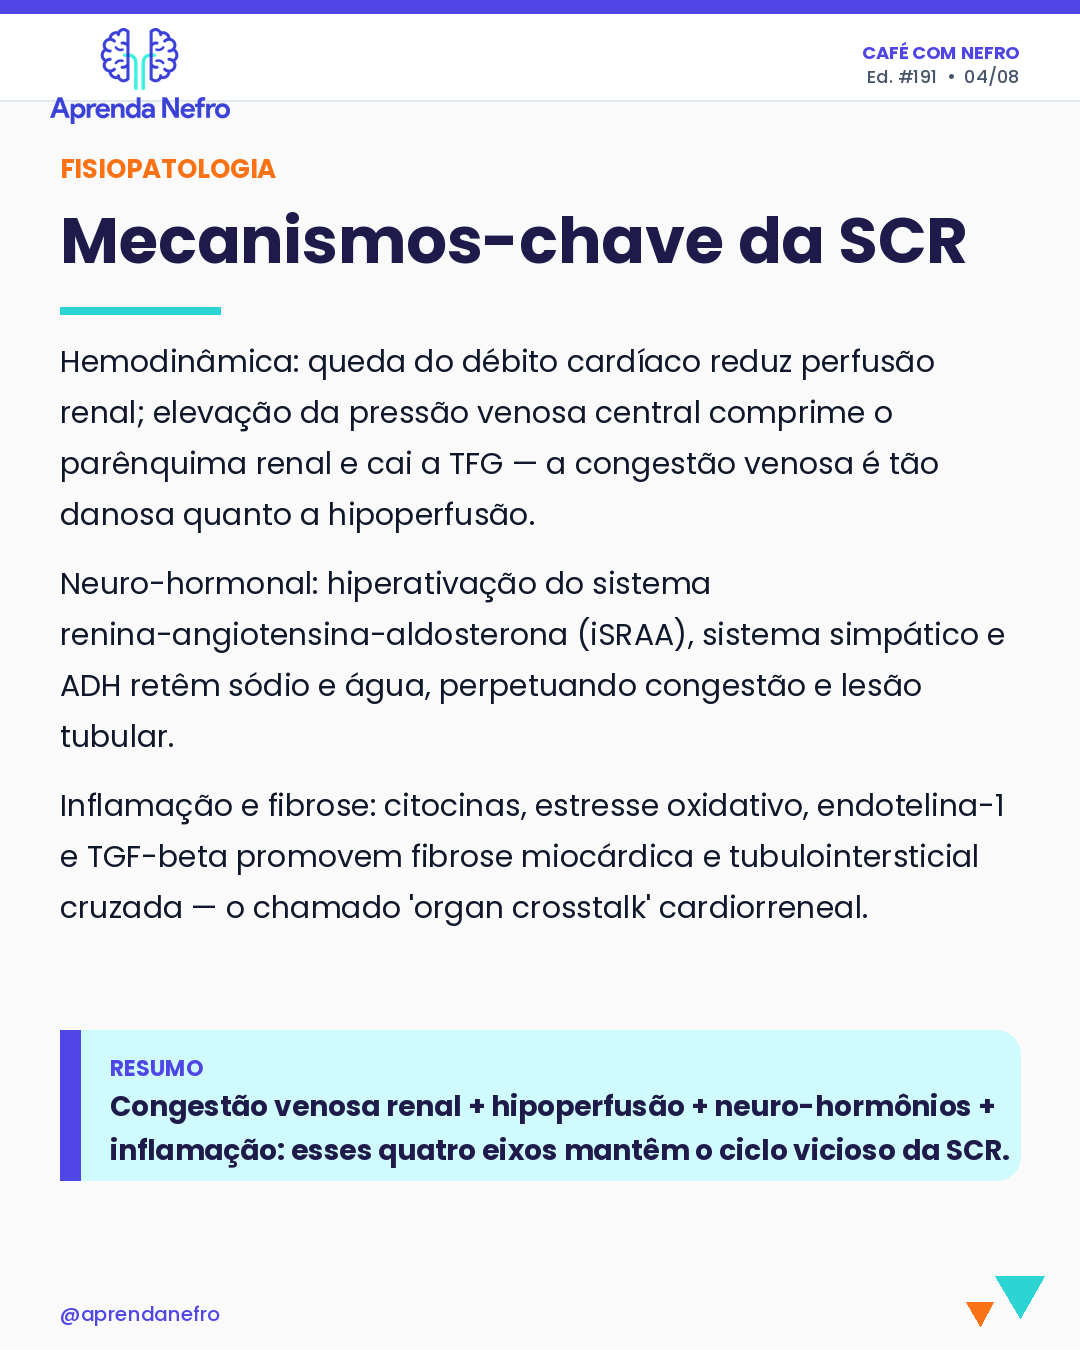 Aprenda Nefro
CAFÉ COM NEFRO
Ed. #191 • 04/08
FISIOPATOLOGIA
Mecanismos-chave da SCR
Hemodinâmica: queda do débito cardíaco reduz perfusão
renal; elevação da pressão venosa central comprime o
parênquima renal e cai a TFG — a congestão venosa é tão
danosa quanto a hipoperfusão.
Neuro-hormonal: hiperativação do sistema
renina-angiotensina-aldosterona (iSRAA), sistema simpático e
ADH retêm sódio e água, perpetuando congestão e lesão
tubular.
Inflamação e fibrose: citocinas, estresse oxidativo, endotelina-1
e TGF-beta promovem fibrose miocárdica e tubulointersticial
cruzada — o chamado 'organ crosstalk' cardiorreneal.
RESUMO
Congestão venosa renal + hipoperfusão + neuro-hormônios +
inflamação: esses quatro eixos mantêm o ciclo vicioso da SCR.
@aprendanefro